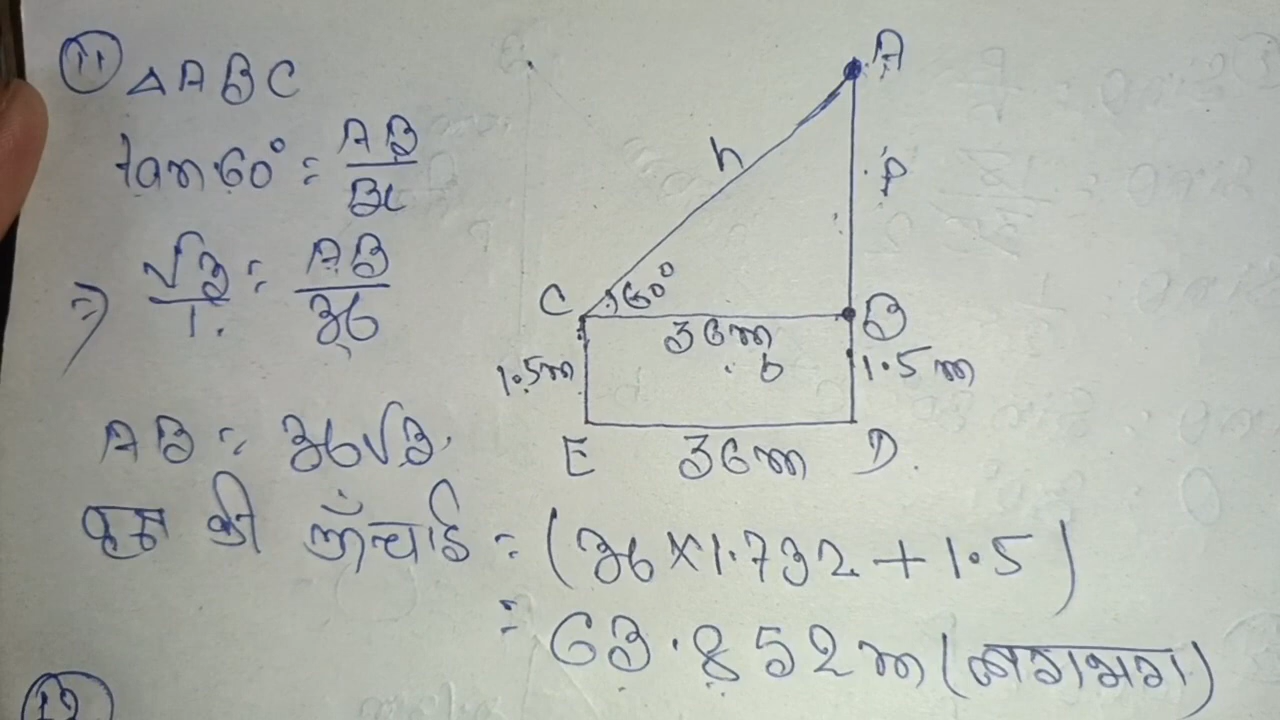 11 △ABC
tan 60° = AB/BC
⇒ √3/1 = AB/36
AB = 36√3
वृक्ष की ऊँचाई = (36×1.732+1.5)
= 63.852m (लगभग)
A
h
P
C 60° B
36m
b
1.5m 1.5m
E 36m D